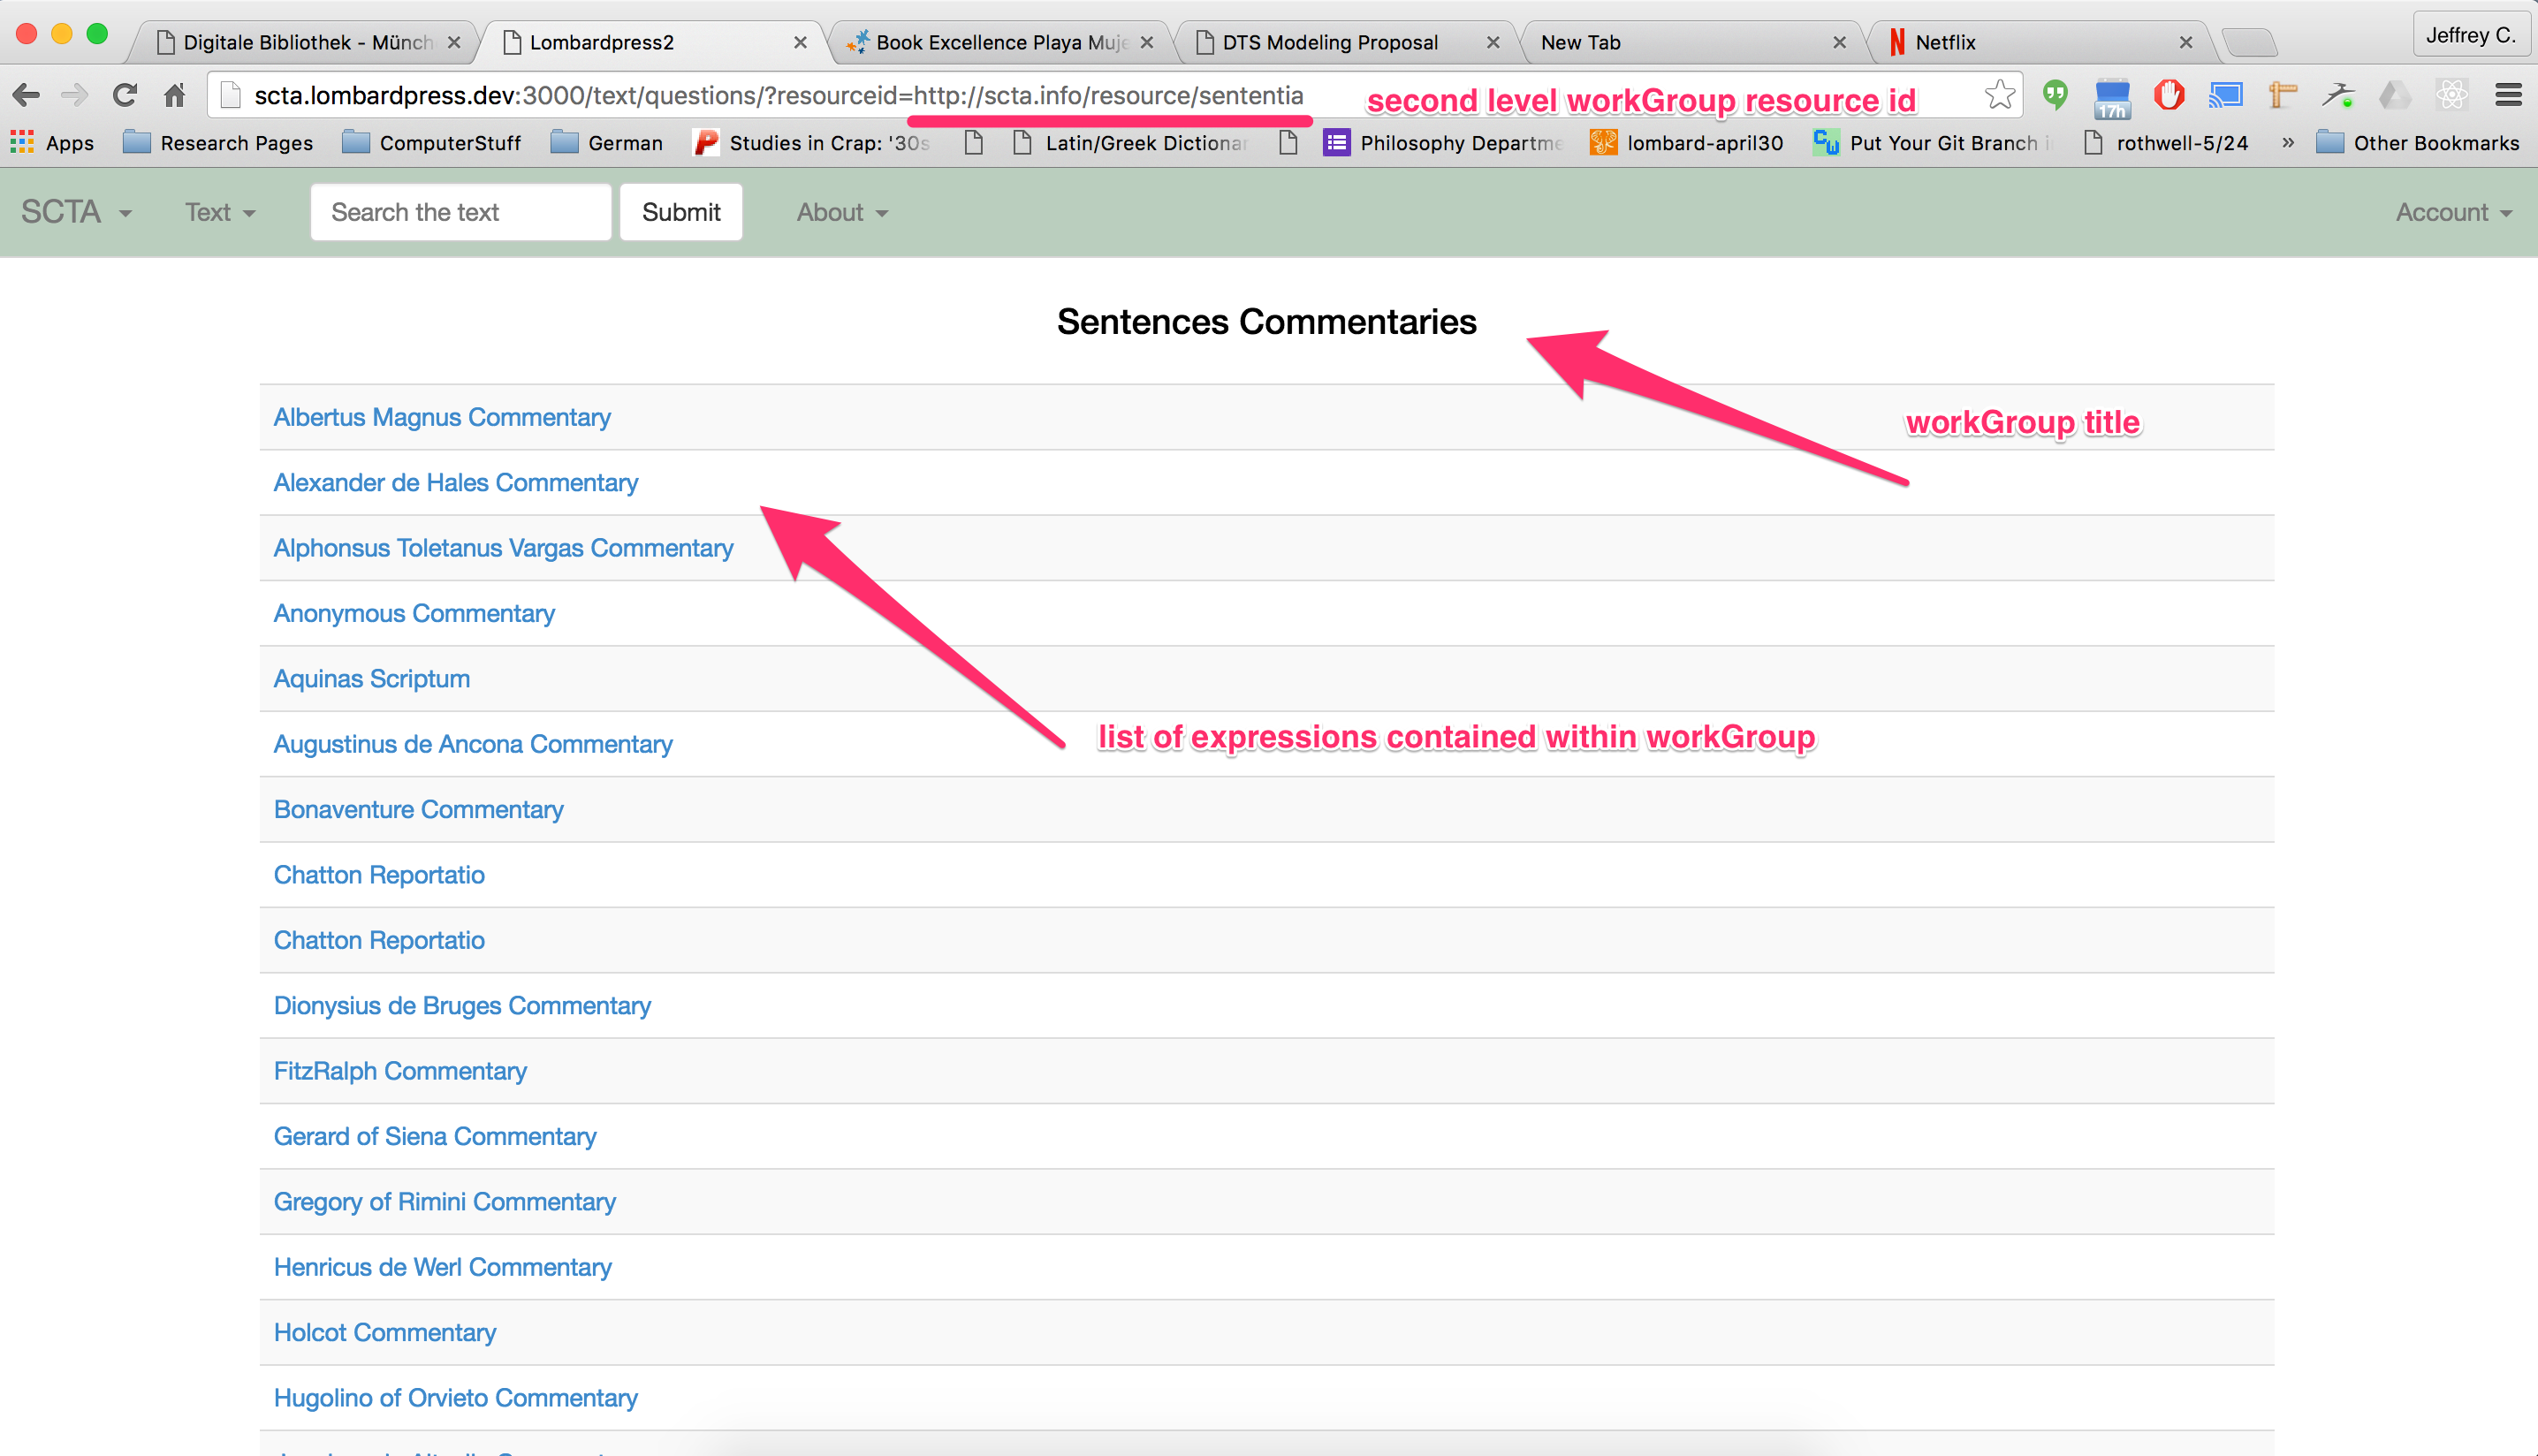 Digitale Bibliothek - Münch
Lombardpress2
Book Excellence Playa Muje
DTS Modeling Proposal
New Tab
Netflix
Jeffrey C.
scta.lombardpress.dev:3000/text/questions/?resourceid=http://scta.info/resource/sententia
second level workGroup resource id
17h
Apps
Research Pages
ComputerStuff
German
Studies in Crap: '30s
Latin/Greek Dictionar
Philosophy Departme
lombard-april30
Put Your Git Branch i
rothwell-5/24
»
Other Bookmarks
SCTA
Text
Search the text
Submit
About
Account
Sentences Commentaries
workGroup title
Albertus Magnus Commentary
Alexander de Hales Commentary
Alphonsus Toletanus Vargas Commentary
Anonymous Commentary
Aquinas Scriptum
list of expressions contained within workGroup
Augustinus de Ancona Commentary
Bonaventure Commentary
Chatton Reportatio
Chatton Reportatio
Dionysius de Bruges Commentary
FitzRalph Commentary
Gerard of Siena Commentary
Gregory of Rimini Commentary
Henricus de Werl Commentary
Holcot Commentary
Hugolino of Orvieto Commentary